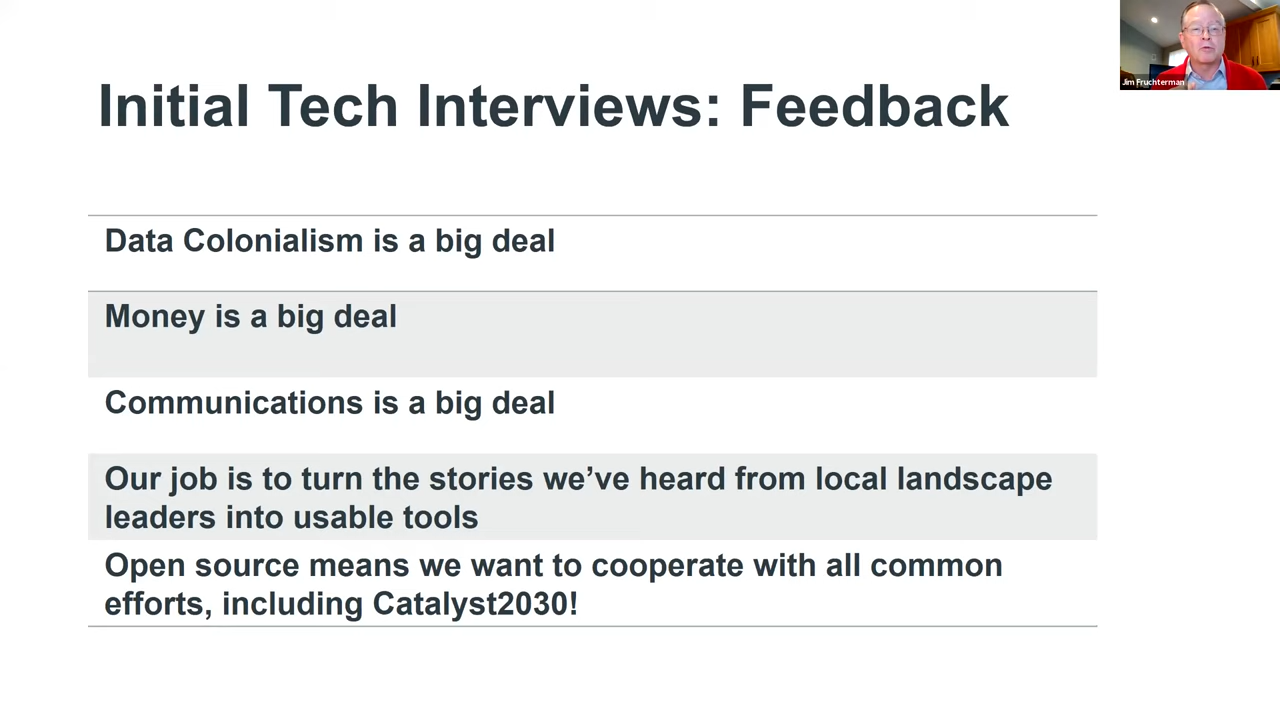 Jim Fruchterman
Initial Tech Interviews: Feedback
Data Colonialism is a big deal
Money is a big deal
Communications is a big deal
Our job is to turn the stories we’ve heard from local landscape
leaders into usable tools
Open source means we want to cooperate with all common
efforts, including Catalyst2030!